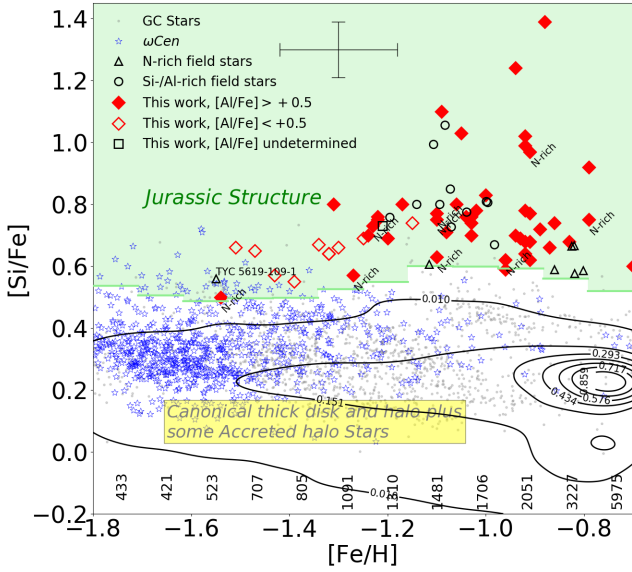 1.4
1.2
1.0
0.8
0.6
0.4
0.2
0.0
−0.2
[Si/Fe]
GC Stars
ωCen
N-rich field stars
Si-/Al-rich field stars
This work, [Al/Fe] > +0.5
This work, [Al/Fe] < +0.5
This work, [Al/Fe] undetermined
Jurassic Structure
N-rich
N-rich
N-rich
N-rich
N-rich
N-rich
TYC 5619-109-1
N-rich
N-rich
N-rich
0.010
0.293
0.717
0.859
0.434
0.576
0.151
Canonical thick disk and halo plus
some Accreted halo Stars
0.010
433
421
523
707
805
1091
1210
1481
1706
2051
3227
5975
−1.8
−1.6
−1.4
−1.2
−1.0
−0.8
[Fe/H]